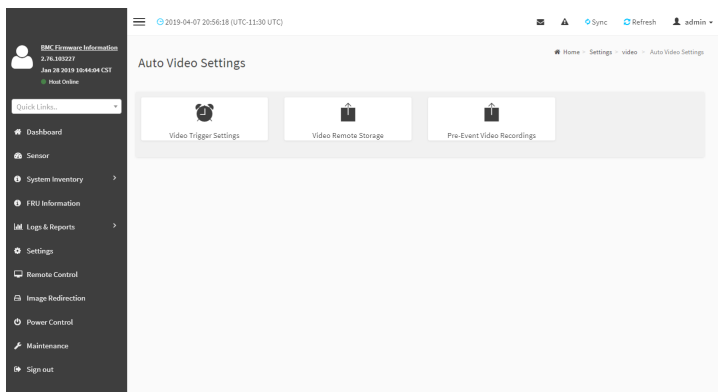 2019-04-07 20:56:18 (UTC-11:30 UTC)
Sync
Refresh
admin
BMC Firmware Information
2.76.103227
Jan 28 2019 10:44:04 CST
Host Online
Quick Links..
Dashboard
Sensor
System Inventory
FRU Information
Logs & Reports
Settings
Remote Control
Image Redirection
Power Control
Maintenance
Sign out
Auto Video Settings
Home > Settings > video > Auto Video Settings
Video Trigger Settings
Video Remote Storage
Pre-Event Video Recordings